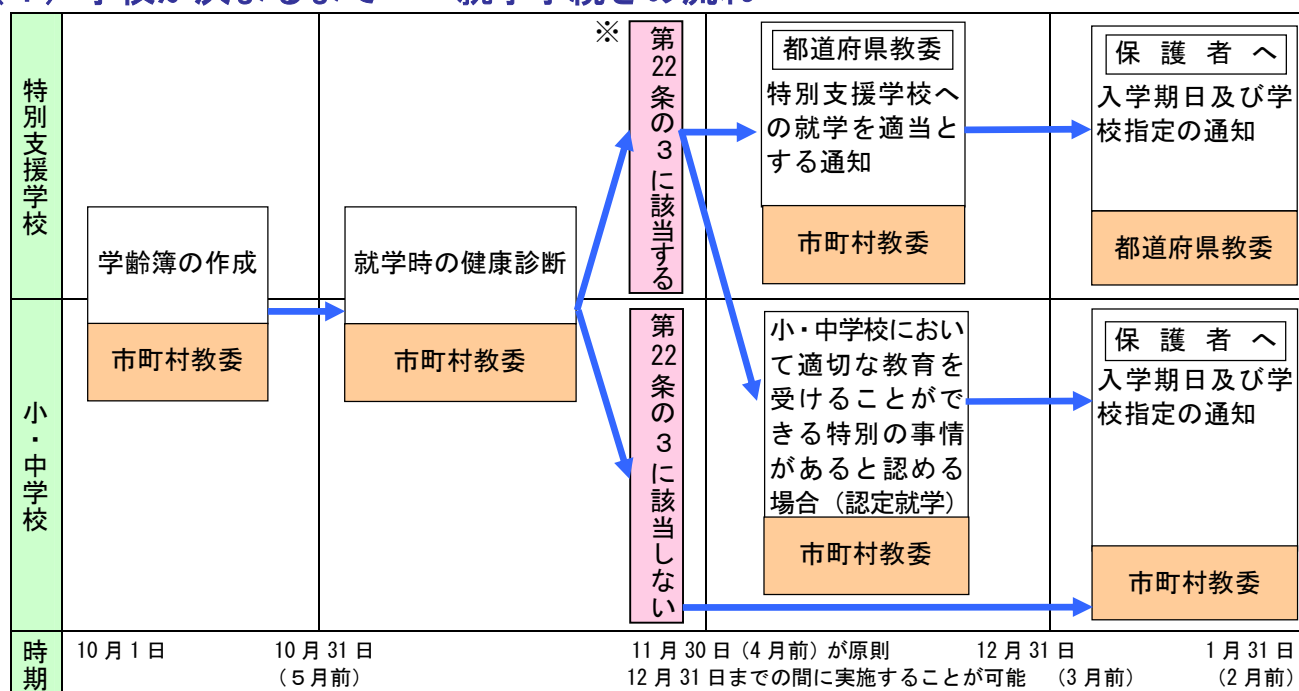 特別支援学校
小・中学校
時期
学齢簿の作成
市町村教委
就学時の健康診断
市町村教委
※
第22条の3に該当する
第22条の3に該当しない
都道府県教委
特別支援学校へ
の就学を適当と
する通知
市町村教委
小・中学校におい
て適切な教育を
受けることがで
きる特別の事情
があると認める
場合（認定就学）
市町村教委
保護者へ
入学期日及び学
校指定の通知
都道府県教委
保護者へ
入学期日及び学
校指定の通知
市町村教委
10月1日
10月31日
（5月前）
11月30日（4月前）が原則
12月31日までの間に実施することが可能
12月31日
（3月前）
1月31日
（2月前）